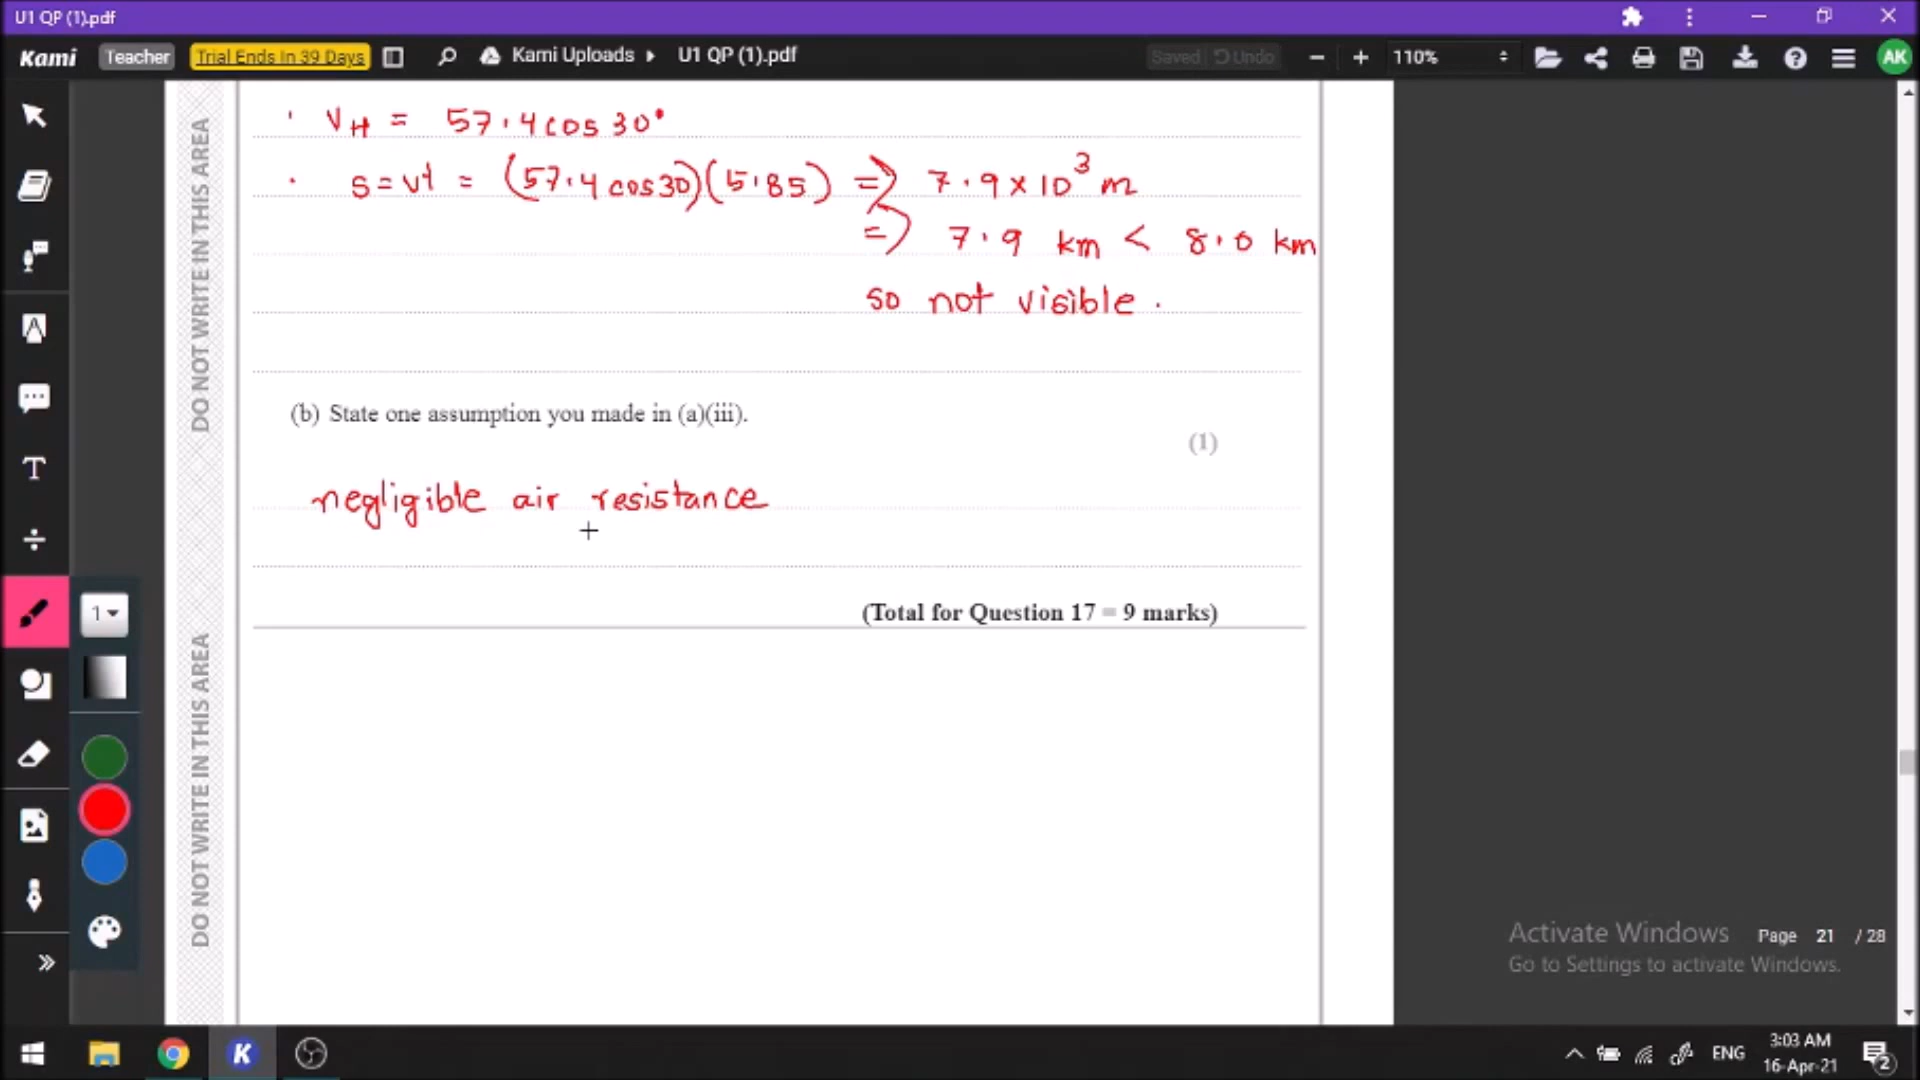 U1 QP (1).pdf
Kami Teacher Trial Ends In 39 Days Kami Uploads U1 QP (1).pdf Saved Undo 110% AK
DO NOT WRITE IN THIS AREA
· VH = 57.4 cos 30°
· s = vt = (57.4 cos 30)(5.85) => 7.9 x 10³ m
=> 7.9 km < 8.0 km
so not visible.
(b) State one assumption you made in (a)(iii).
(1)
negligible air resistance
(Total for Question 17 = 9 marks)
DO NOT WRITE IN THIS AREA
T
1
Activate Windows
Go to Settings to activate Windows.
Page 21 / 28
K
ENG
3:03 AM
16-Apr-21
2